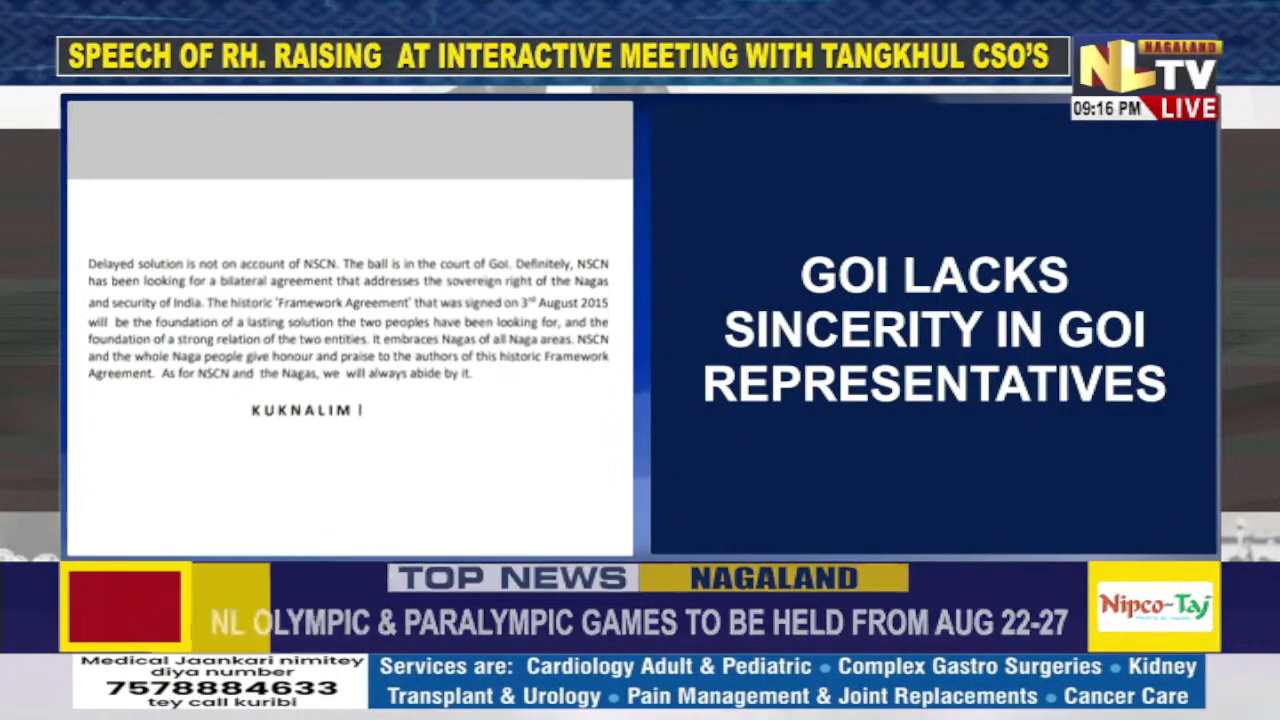 SPEECH OF RH. RAISING AT INTERACTIVE MEETING WITH TANGKHUL CSO'S
NAGALAND
NL TV
09:16 PM LIVE
Delayed solution is not on account of NSCN. The ball is in the court of GoI. Definitely, NSCN
has been looking for a bilateral agreement that addresses the sovereign right of the Nagas
and security of India. The historic 'Framework Agreement' that was signed on 3rd August 2015
will be the foundation of a lasting solution the two peoples have been looking for, and the
foundation of a strong relation of the two entities. It embraces Nagas of all Naga areas. NSCN
and the whole Naga people give honour and praise to the authors of this historic Framework
Agreement. As for NSCN and the Nagas, we will always abide by it.
KUKNALIM !
GOI LACKS
SINCERITY IN GOI
REPRESENTATIVES
TOP NEWS NAGALAND
NL OLYMPIC & PARALYMPIC GAMES TO BE HELD FROM AUG 22-27
Nipco-Taj
Medical Jaankari nimitey
diya number
7578884633
tey call kuribi
Services are: Cardiology Adult & Pediatric • Complex Gastro Surgeries • Kidney
Transplant & Urology • Pain Management & Joint Replacements • Cancer Care